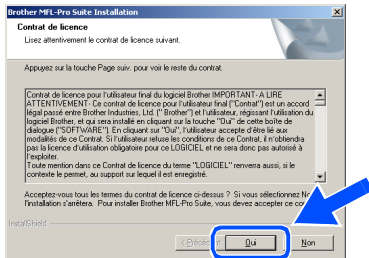 Brother MFL-Pro Suite Installation
Contrat de licence
Lisez attentivement le contrat de licence suivant.
Appuyez sur la touche Page suiv. pour voir le reste du contrat.
Contrat de licence pour l'utilisateur final du logiciel Brother IMPORTANT- A LIRE
ATTENTIVEMENT- Ce contrat de licence pour l'utilisateur final ("Contrat") est un accord
légal passé entre Brother Industries, Ltd. (" Brother") et l'utilisateur, régissant l'utilisation du
logiciel Brother, et qui sera installé en cliquant sur la touche "Oui" de cette boîte de
dialogue ("SOFTWARE"). En cliquant sur "Oui", l'utilisateur accepte d'être lié aux
modalités de ce Contrat. Si l'utilisateur refuse les conditions de ce Contrat, il n'obtiendra
pas la licence d'utilisation obligatoire pour ce LOGICIEL et ne sera donc pas autorisé à
l'exploiter.
Toute mention dans ce Contrat de licence du terme "LOGICIEL" renverra aussi, si le
contexte le permet, au support sur lequel il est enregistré.
Acceptez-vous tous les termes du contrat de licence ci-dessus ? Si vous sélectionnez
l'installation s'arrêtera. Pour installer Brother MFL-Pro Suite, vous devez accepter ce
InstallShield
< Précédent Oui Non